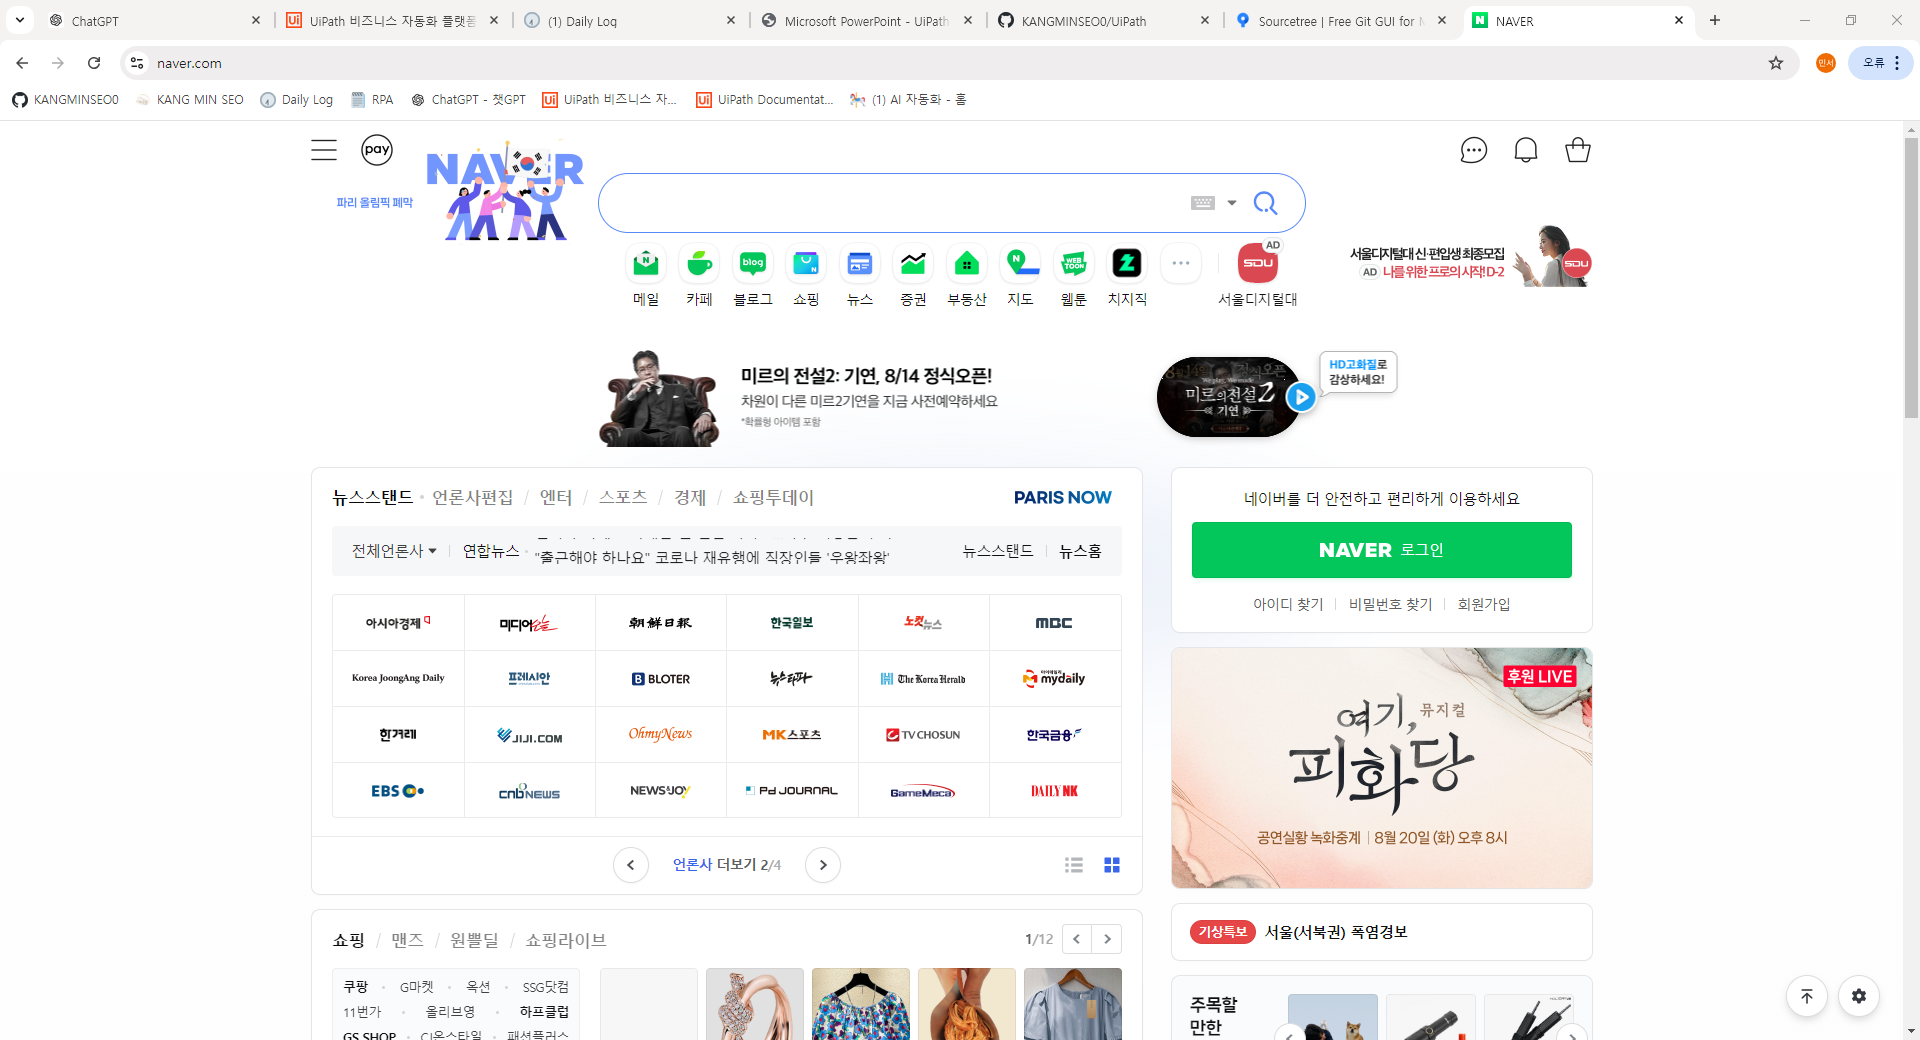 ChatGPT
UiPath 비즈니스 자동화 플랫폼
(1) Daily Log
Microsoft PowerPoint - UiPath
KANGMINSEO0/UiPath
Sourcetree | Free Git GUI for M
NAVER
naver.com
민서
오류
KANGMINSEO0
KANG MIN SEO
Daily Log
RPA
ChatGPT - 챗GPT
UiPath 비즈니스 자...
UiPath Documentat...
(1) AI 자동화 - 홈
pay
NAVER
파리 올림픽 폐막
메일
카페
blog
블로그
쇼핑
뉴스
증권
부동산
지도
WEB TOON
웹툰
치지직
SDU
AD
서울디지털대
서울디지털대 신·편입생 최종모집
AD 나를 위한 프로의 시작! D-2
SDU
미르의 전설2: 기연, 8/14 정식오픈!
차원이 다른 미르2기연을 지금 사전예약하세요
*확률형 아이템 포함
미르의전설2
기연
HD고화질로
감상하세요!
뉴스스탠드
언론사편집 / 엔터 / 스포츠 / 경제 / 쇼핑투데이
PARIS NOW
전체언론사
연합뉴스
"출근해야 하나요" 코로나 재유행에 직장인들 '우왕좌왕'
뉴스스탠드
뉴스홈
아시아경제
미디어오늘
朝鮮日報
한국일보
노컷뉴스
MBC
Korea JoongAng Daily
프레시안
BLOTER
뉴스타파
The Korea Herald
mydaily
한겨레
JIJI.COM
OhmyNews
MK스포츠
TV CHOSUN
한국금융
EBS
CNBNEWS
NEWS&JOY
Pd JOURNAL
GameMeca
DAILY NK
언론사 더보기 2/4
네이버를 더 안전하고 편리하게 이용하세요
NAVER 로그인
아이디 찾기
비밀번호 찾기
회원가입
후원 LIVE
뮤지컬
여기,
피화당
공연실황 녹화중계 | 8월 20일 (화) 오후 8시
쇼핑 / 맨즈 / 원쁠딜 / 쇼핑라이브
1/12
쿠팡
G마켓
옥션
SSG닷컴
11번가
올리브영
하프클럽
GS SHOP
CJ온스타일
패션플러스
기상특보
서울(서북권) 폭염경보
주목할
만한